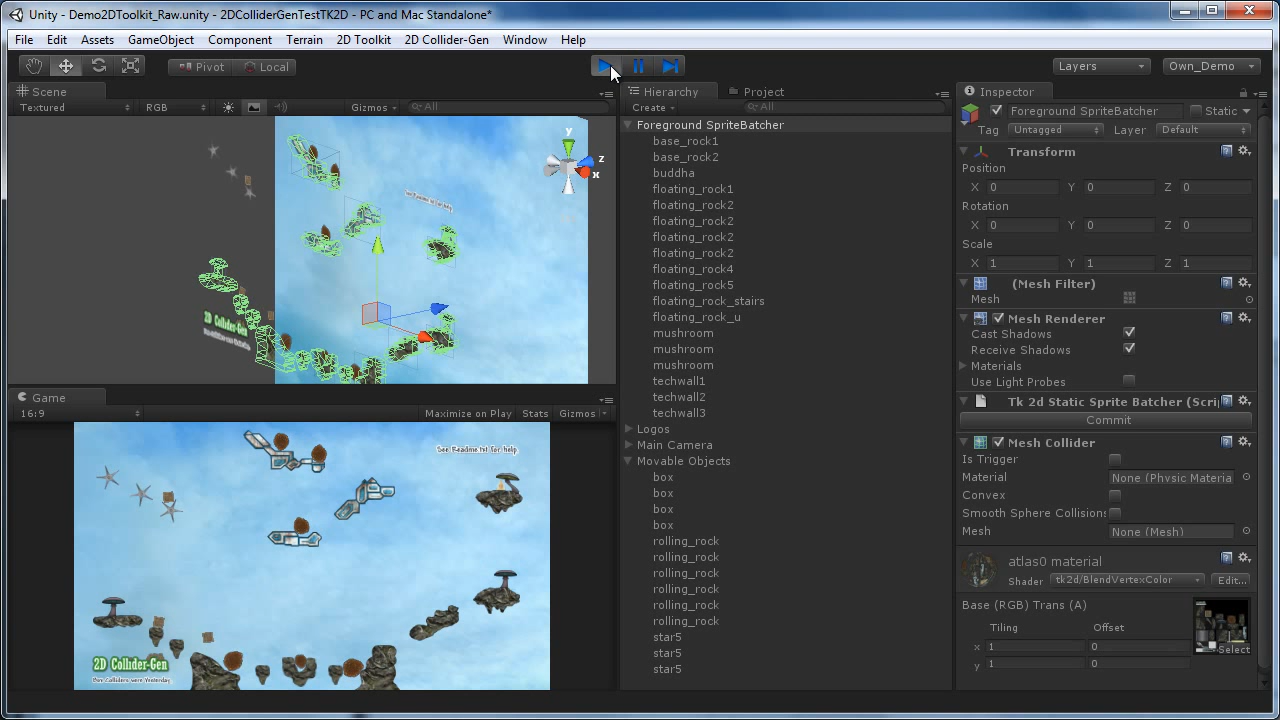 Unity - Demo2DToolkit_Raw.unity - 2DColliderGenTestTK2D - PC and Mac Standalone*
File Edit Assets GameObject Component Terrain 2D Toolkit 2D Collider-Gen Window Help
Pivot Local Layers Own_Demo
Scene
Textured RGB Gizmos All
2D Collider-Gen
Game
16:9 Maximize on Play Stats Gizmos
See Readme.txt for help
2D Collider-Gen
Box Colliders were Yesterday
Hierarchy Project
Create All
Foreground SpriteBatcher
base_rock1
base_rock2
buddha
floating_rock1
floating_rock2
floating_rock2
floating_rock2
floating_rock2
floating_rock4
floating_rock5
floating_rock_stairs
floating_rock_u
mushroom
mushroom
mushroom
techwall1
techwall2
techwall3
Logos
Main Camera
Movable Objects
box
box
box
box
rolling_rock
rolling_rock
rolling_rock
rolling_rock
rolling_rock
rolling_rock
star5
star5
star5
Inspector
Foreground SpriteBatcher Static
Tag Untagged Layer Default
Transform
Position
X 0 Y 0 Z 0
Rotation
X 0 Y 0 Z 0
Scale
X 1 Y 1 Z 1
(Mesh Filter)
Mesh
Mesh Renderer
Cast Shadows
Receive Shadows
Materials
Use Light Probes
Tk 2d Static Sprite Batcher (Scri
Commit
Mesh Collider
Is Trigger
Material None (Physic Materia
Convex
Smooth Sphere Collisions
Mesh None (Mesh)
atlas0 material
Shader tk2d/BlendVertexColor Edit...
Base (RGB) Trans (A)
Tiling Offset
x 1 0
y 1 0
Select
y
z
x